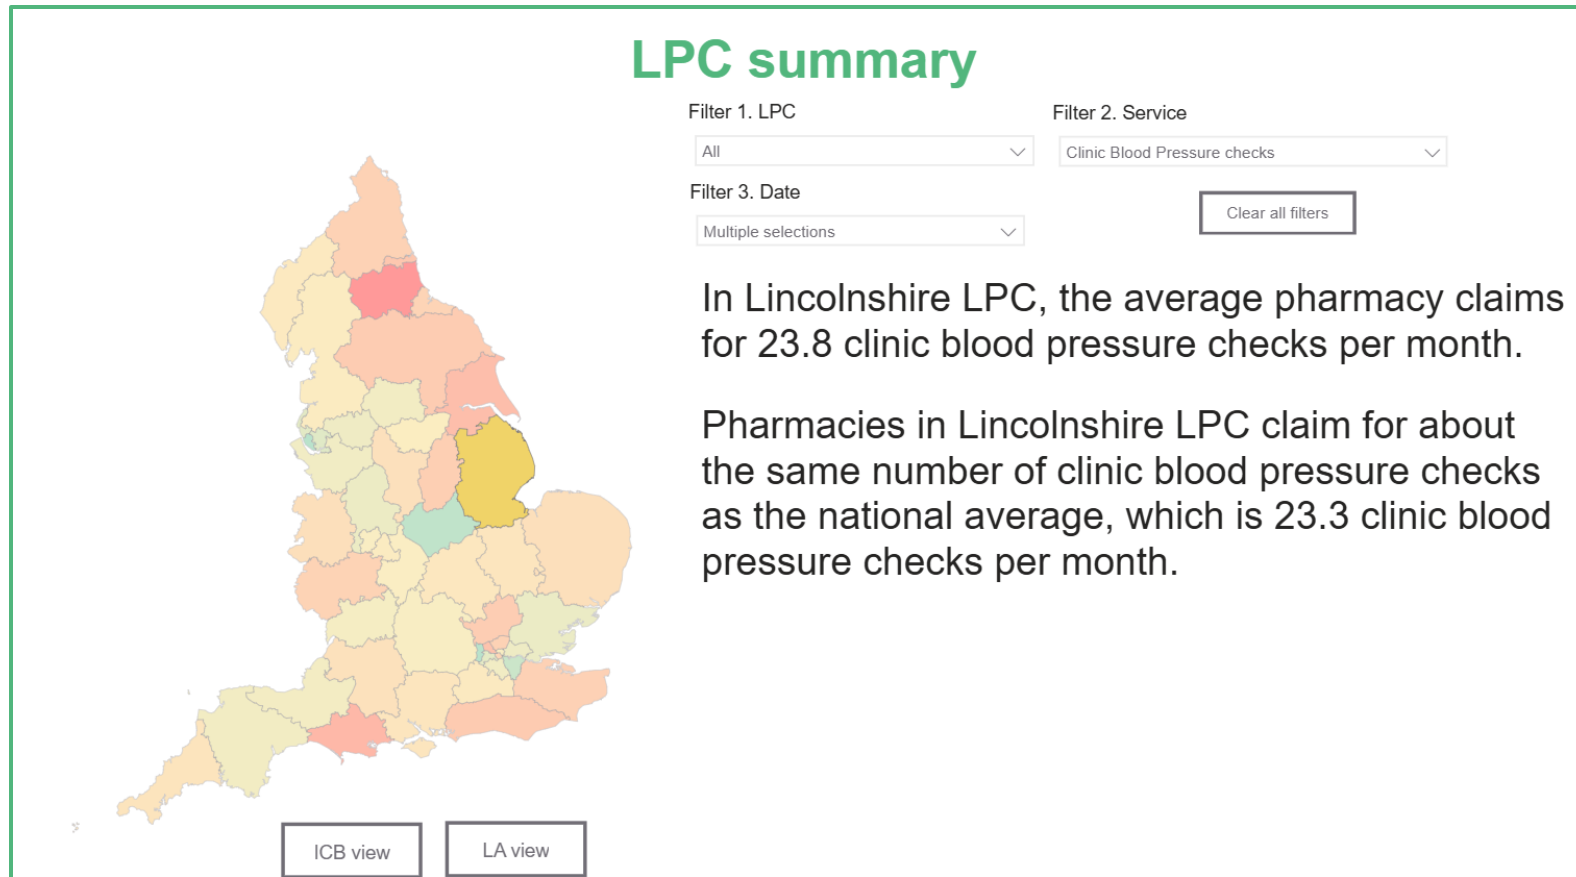 LPC summary
Filter 1. LPC
Filter 2. Service
All
Clinic Blood Pressure checks
Filter 3. Date
Multiple selections
Clear all filters
In Lincolnshire LPC, the average pharmacy claims
for 23.8 clinic blood pressure checks per month.
Pharmacies in Lincolnshire LPC claim for about
the same number of clinic blood pressure checks
as the national average, which is 23.3 clinic blood
pressure checks per month.
ICB view
LA view